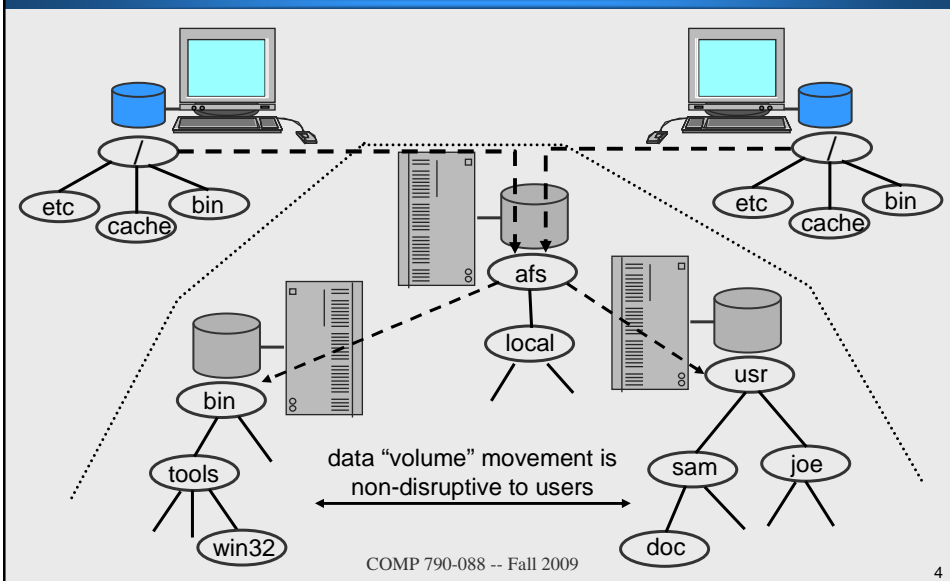 /
/
etc
cache
bin
etc
cache
bin
afs
local
bin
usr
tools
win32
sam
joe
doc
data “volume” movement is
non-disruptive to users
COMP 790-088 -- Fall 2009
4